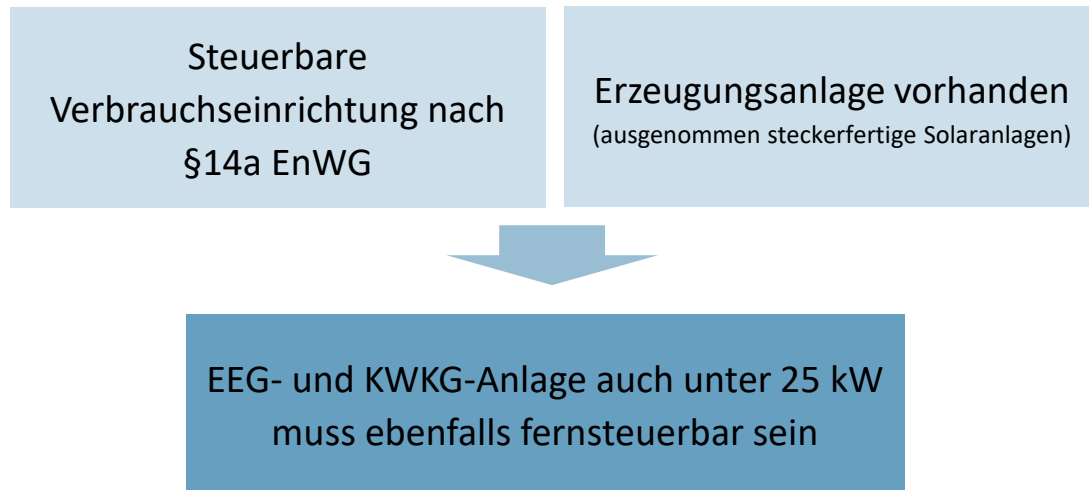 Steuerbare
Verbrauchseinrichtung nach
§14a EnWG
Erzeugungsanlage vorhanden
(ausgenommen steckerfertige Solaranlagen)
EEG- und KWKG-Anlage auch unter 25 kW
muss ebenfalls fernsteuerbar sein